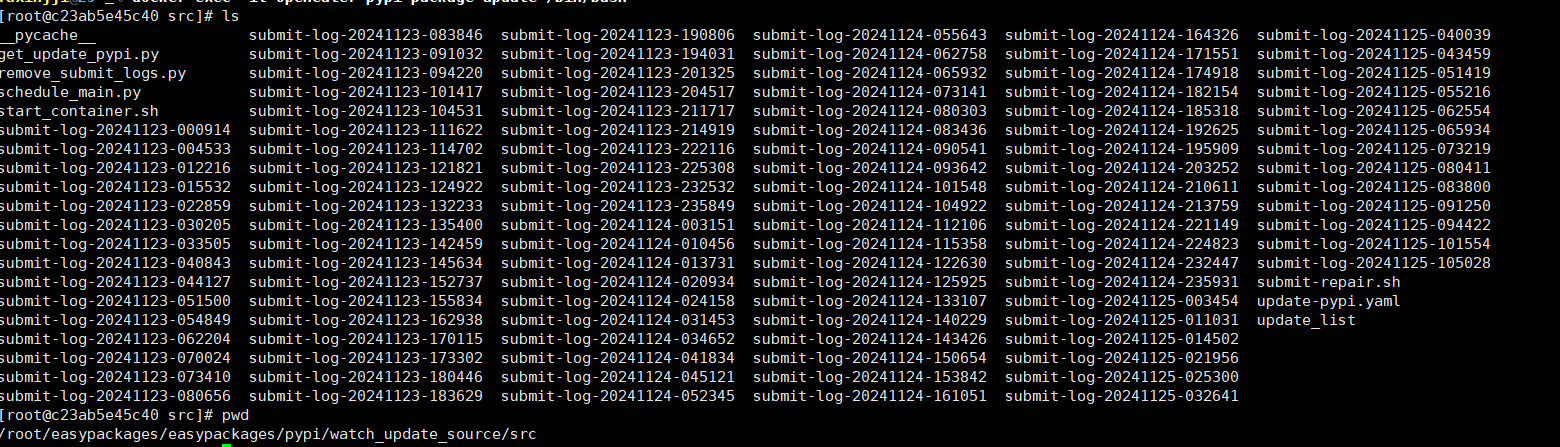 [root@c23ab5e45c40 src]# ls
__pycache__ submit-log-20241123-083846 submit-log-20241123-190806 submit-log-20241124-055643 submit-log-20241124-164326 submit-log-20241125-040039
get_update_pypi.py submit-log-20241123-091032 submit-log-20241123-194031 submit-log-20241124-062758 submit-log-20241124-171551 submit-log-20241125-043459
remove_submit_logs.py submit-log-20241123-094220 submit-log-20241123-201325 submit-log-20241124-065932 submit-log-20241124-174918 submit-log-20241125-051419
schedule_main.py submit-log-20241123-101417 submit-log-20241123-204517 submit-log-20241124-073141 submit-log-20241124-182154 submit-log-20241125-055216
start_container.sh submit-log-20241123-104531 submit-log-20241123-211717 submit-log-20241124-080303 submit-log-20241124-185318 submit-log-20241125-062554
submit-log-20241123-000914 submit-log-20241123-111622 submit-log-20241123-214919 submit-log-20241124-083436 submit-log-20241124-192625 submit-log-20241125-065934
submit-log-20241123-004533 submit-log-20241123-114702 submit-log-20241123-222116 submit-log-20241124-090541 submit-log-20241124-195909 submit-log-20241125-073219
submit-log-20241123-012216 submit-log-20241123-121821 submit-log-20241123-225308 submit-log-20241124-093642 submit-log-20241124-203252 submit-log-20241125-080411
submit-log-20241123-015532 submit-log-20241123-124922 submit-log-20241123-232532 submit-log-20241124-101548 submit-log-20241124-210611 submit-log-20241125-083800
submit-log-20241123-022859 submit-log-20241123-132233 submit-log-20241123-235849 submit-log-20241124-104922 submit-log-20241124-213759 submit-log-20241125-091250
submit-log-20241123-030205 submit-log-20241123-135400 submit-log-20241124-003151 submit-log-20241124-112106 submit-log-20241124-221149 submit-log-20241125-094422
submit-log-20241123-033505 submit-log-20241123-142459 submit-log-20241124-010456 submit-log-20241124-115358 submit-log-20241124-224823 submit-log-20241125-101554
submit-log-20241123-040843 submit-log-20241123-145634 submit-log-20241124-013731 submit-log-20241124-122630 submit-log-20241124-232447 submit-log-20241125-105028
submit-log-20241123-044127 submit-log-20241123-152737 submit-log-20241124-020934 submit-log-20241124-125925 submit-log-20241124-235931 submit-repair.sh
submit-log-20241123-051500 submit-log-20241123-155834 submit-log-20241124-024158 submit-log-20241124-133107 submit-log-20241125-003454 update-pypi.yaml
submit-log-20241123-054849 submit-log-20241123-162938 submit-log-20241124-031453 submit-log-20241124-140229 submit-log-20241125-011031 update_list
submit-log-20241123-062204 submit-log-20241123-170115 submit-log-20241124-034652 submit-log-20241124-143426 submit-log-20241125-014502
submit-log-20241123-070024 submit-log-20241123-173302 submit-log-20241124-041834 submit-log-20241124-150654 submit-log-20241125-021956
submit-log-20241123-073410 submit-log-20241123-180446 submit-log-20241124-045121 submit-log-20241124-153842 submit-log-20241125-025300
submit-log-20241123-080656 submit-log-20241123-183629 submit-log-20241124-052345 submit-log-20241124-161051 submit-log-20241125-032641
[root@c23ab5e45c40 src]# pwd
/root/easypackages/easypackages/pypi/watch_update_source/src